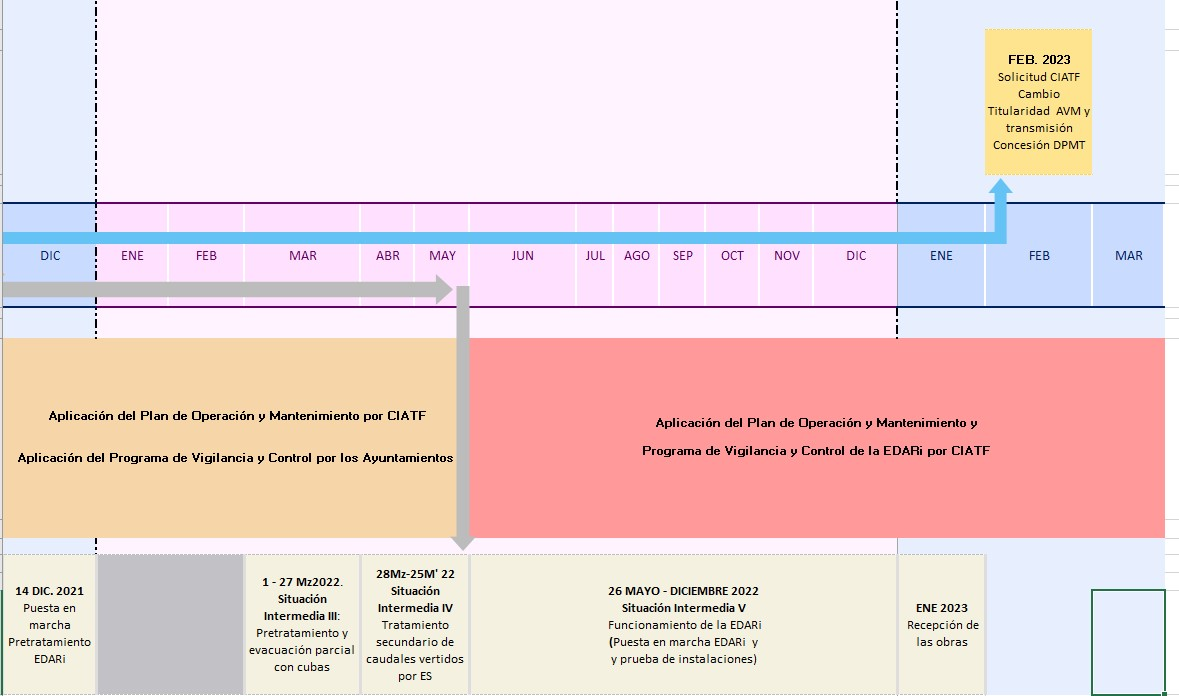 FEB. 2023
Solicitud CIATF
Cambio
Titularidad AVM y
transmisión
Concesión DPMT
DIC
ENE
FEB
MAR
ABR
MAY
JUN
JUL
AGO
SEP
OCT
NOV
DIC
ENE
FEB
MAR
Aplicación del Plan de Operación y Mantenimiento por CIATF
Aplicación del Programa de Vigilancia y Control por los Ayuntamientos
Aplicación del Plan de Operación y Mantenimiento y
Programa de Vigilancia y Control de la EDARi por CIATF
14 DIC. 2021
Puesta en
marcha
Pretratamiento
EDARi
1 - 27 Mz2022.
Situación
Intermedia III:
Pretratamiento y
evacuación parcial
con cubas
28Mz-25M' 22
Situación
Intermedia IV
Tratamiento
secundario de
caudales vertidos
por ES
26 MAYO - DICIEMBRE 2022
Situación Intermedia V
Funcionamiento de la EDARi
(Puesta en marcha EDARi y
y prueba de instalaciones)
ENE 2023
Recepción de
las obras